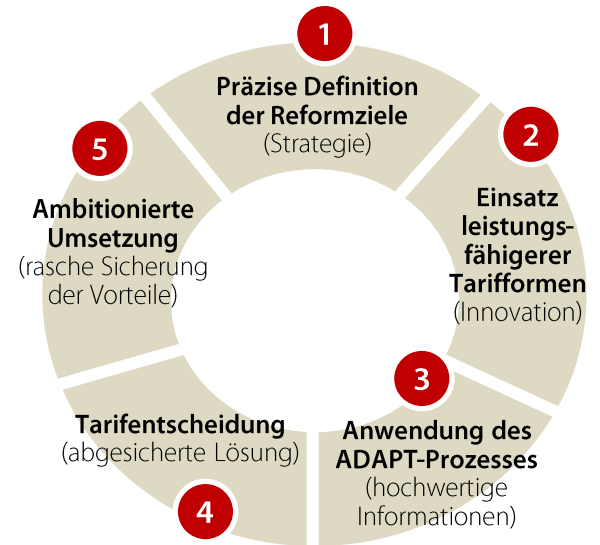 1
Präzise Definition
der Reformziele
(Strategie)
2
Einsatz
leistungs-
fähigerer
Tarifformen
(Innovation)
3
Anwendung des
ADAPT-Prozesses
(hochwertige
Informationen)
4
Tarifentscheidung
(abgesicherte Lösung)
5
Ambitionierte
Umsetzung
(rasche Sicherung
der Vorteile)